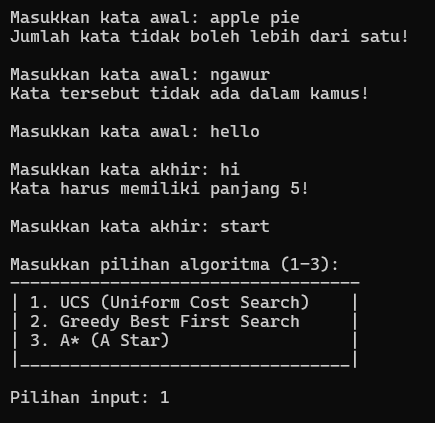 Masukkan kata awal: apple pie
Jumlah kata tidak boleh lebih dari satu!
Masukkan kata awal: ngawur
Kata tersebut tidak ada dalam kamus!
Masukkan kata awal: hello
Masukkan kata akhir: hi
Kata harus memiliki panjang 5!
Masukkan kata akhir: start
Masukkan pilihan algoritma (1-3):
----------------------------------
| 1. UCS (Uniform Cost Search)    |
| 2. Greedy Best First Search     |
| 3. A* (A Star)                  |
|_________________________________|
Pilihan input: 1